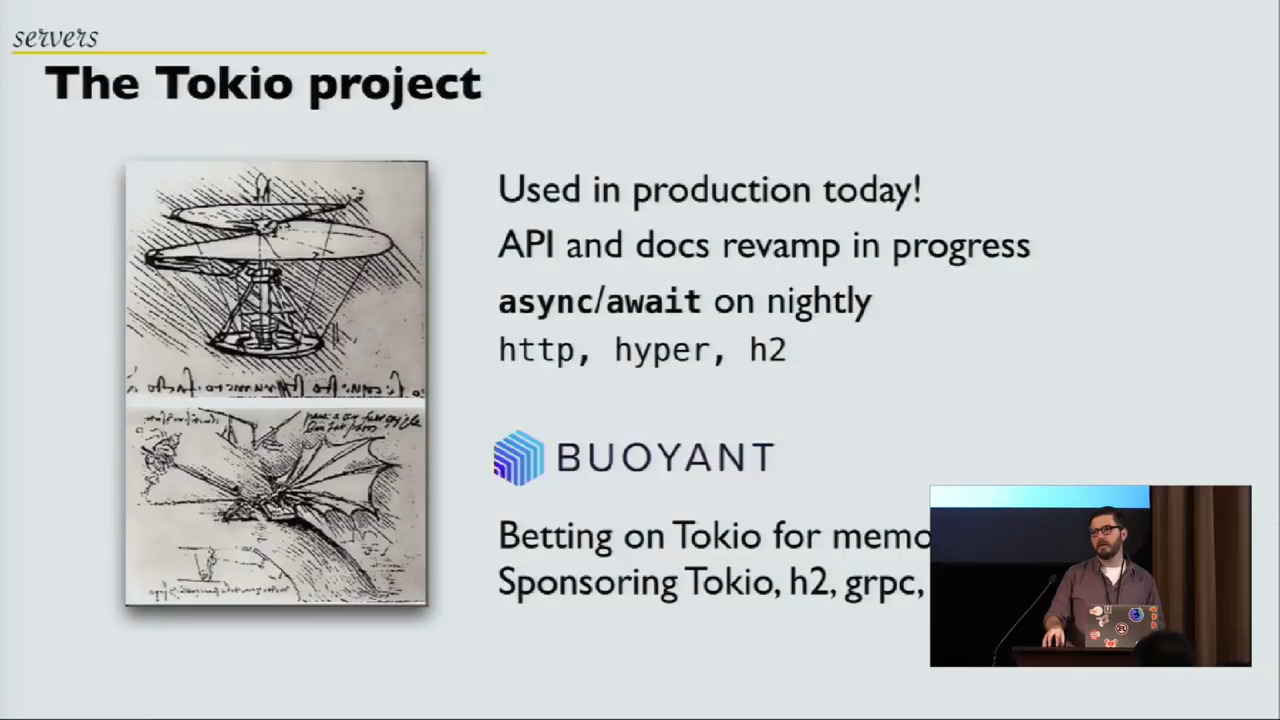 servers
The Tokio project
Used in production today!
API and docs revamp in progress
async/await on nightly
http, hyper, h2
BUOYANT
Betting on Tokio for
Sponsoring Tokio, h2, grpc,